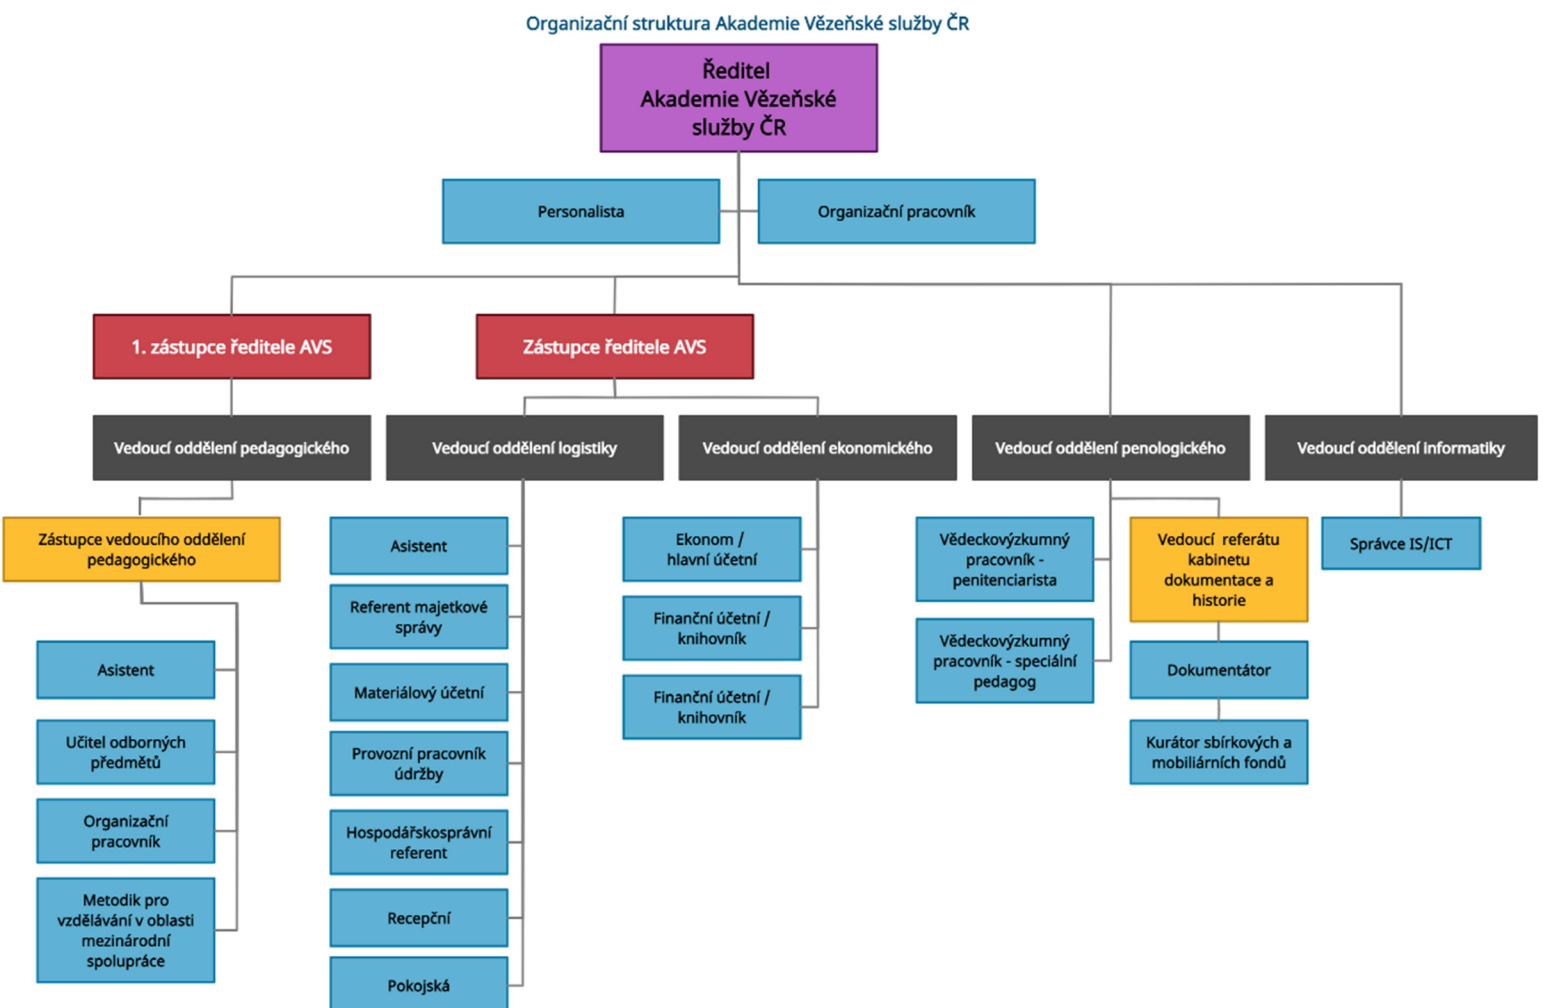 Organizační struktura Akademie Vězeňské služby ČR
Ředitel
Akademie Vězeňské
služby ČR
Personalista
Organizační pracovník
1. zástupce ředitele AVS
Zástupce ředitele AVS
Vedoucí oddělení pedagogického
Vedoucí oddělení logistiky
Vedoucí oddělení ekonomického
Vedoucí oddělení penologického
Vedoucí oddělení informatiky
Zástupce vedoucího oddělení
pedagogického
Asistent
Učitel odborných
předmětů
Organizační
pracovník
Metodik pro
vzdělávání v oblasti
mezinárodní
spolupráce
Asistent
Referent majetkové
správy
Materiálový účetní
Provozní pracovník
údržby
Hospodářskosprávní
referent
Recepční
Pokojská
Ekonom /
hlavní účetní
Finanční účetní /
knihovník
Finanční účetní /
knihovník
Vědeckovýzkumný
pracovník -
penitenciarista
Vědeckovýzkumný
pracovník - speciální
pedagog
Vedoucí referátu
kabinetu
dokumentace a
historie
Dokumentátor
Kurátor sbírkových a
mobiliárních fondů
Správce IS/ICT